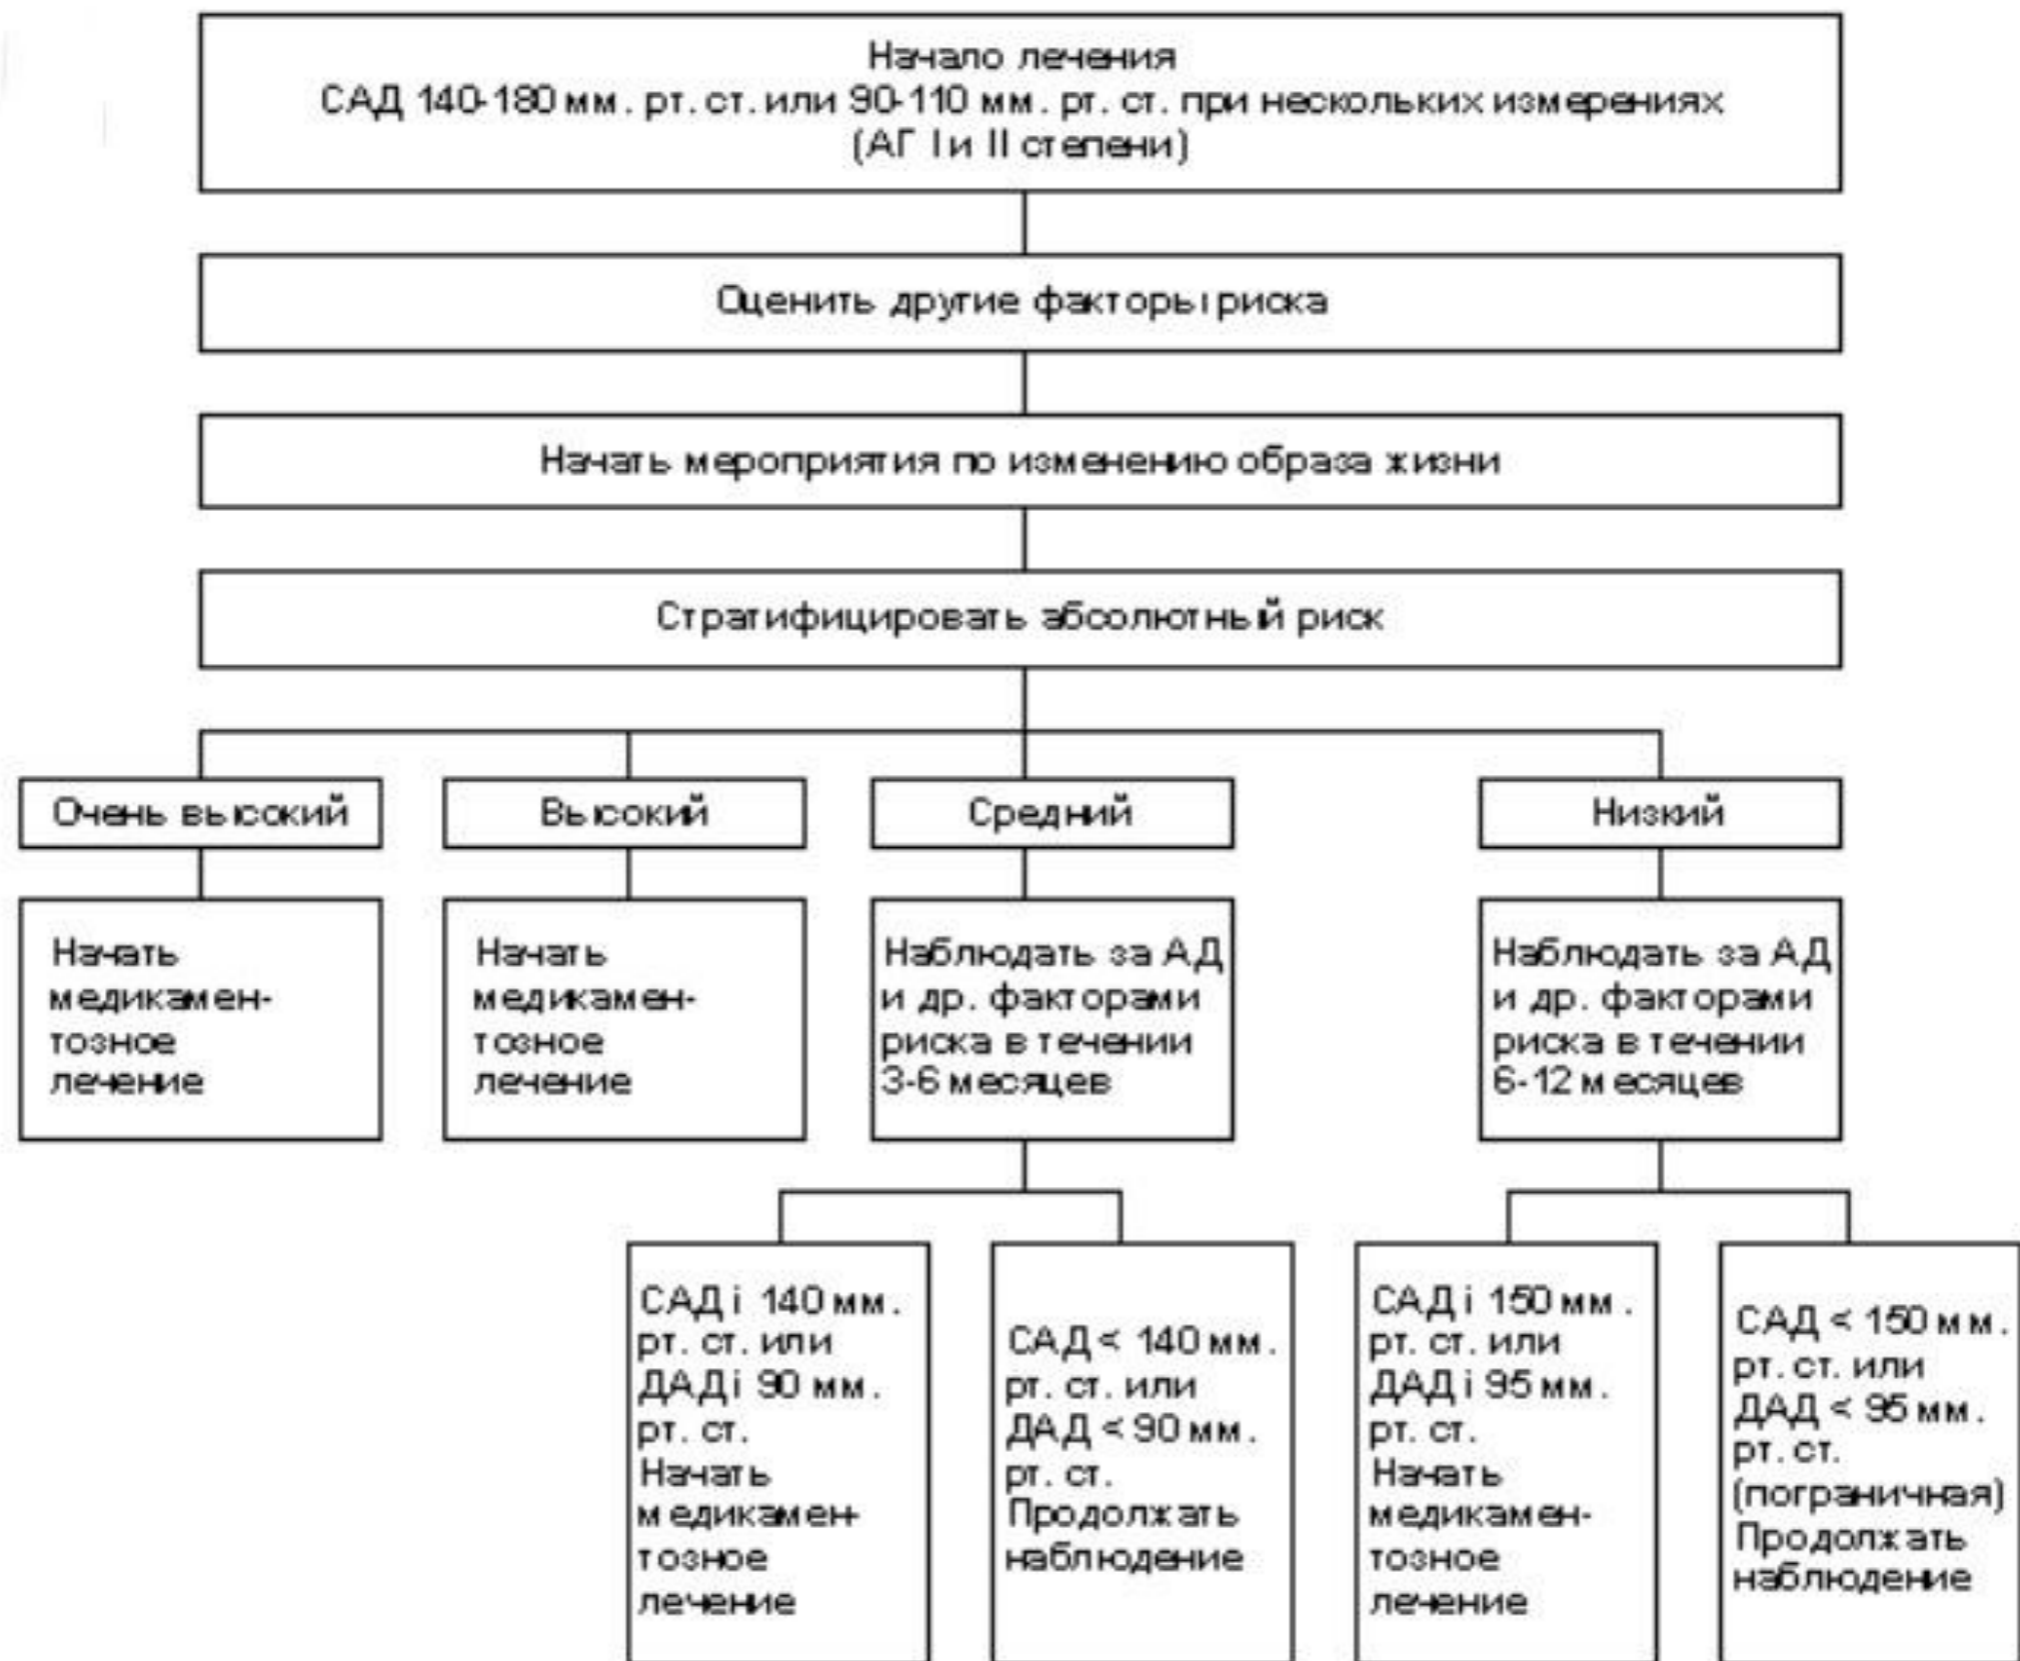 Начало лечения
САД 140-180 мм. рт. ст. или 90-110 мм. рт. ст. при нескольких измерениях
(АГ I и II степени)
Оценить другие факторы риска
Начать мероприятия по изменению образа жизни
Стратифицировать абсолютный риск
Очень высокий
Высокий
Средний
Низкий
Начать
медикамен-
тозное
лечение
Начать
медикамен-
тозное
лечение
Наблюдать за АД
и др. факторами
риска в течении
3-6 месяцев
Наблюдать за АД
и др. факторами
риска в течении
6-12 месяцев
САД і 140 мм.
рт. ст. или
ДАД і 90 мм.
рт. ст.
Начать
медикамен-
тозное
лечение
САД < 140 мм.
рт. ст. или
ДАД < 90 мм.
рт. ст.
Продолжать
наблюдение
САД і 150 мм.
рт. ст. или
ДАД і 95 мм.
рт. ст.
Начать
медикамен-
тозное
лечение
САД < 150 мм.
рт. ст. или
ДАД < 95 мм.
рт. ст.
(пограничная)
Продолжать
наблюдение